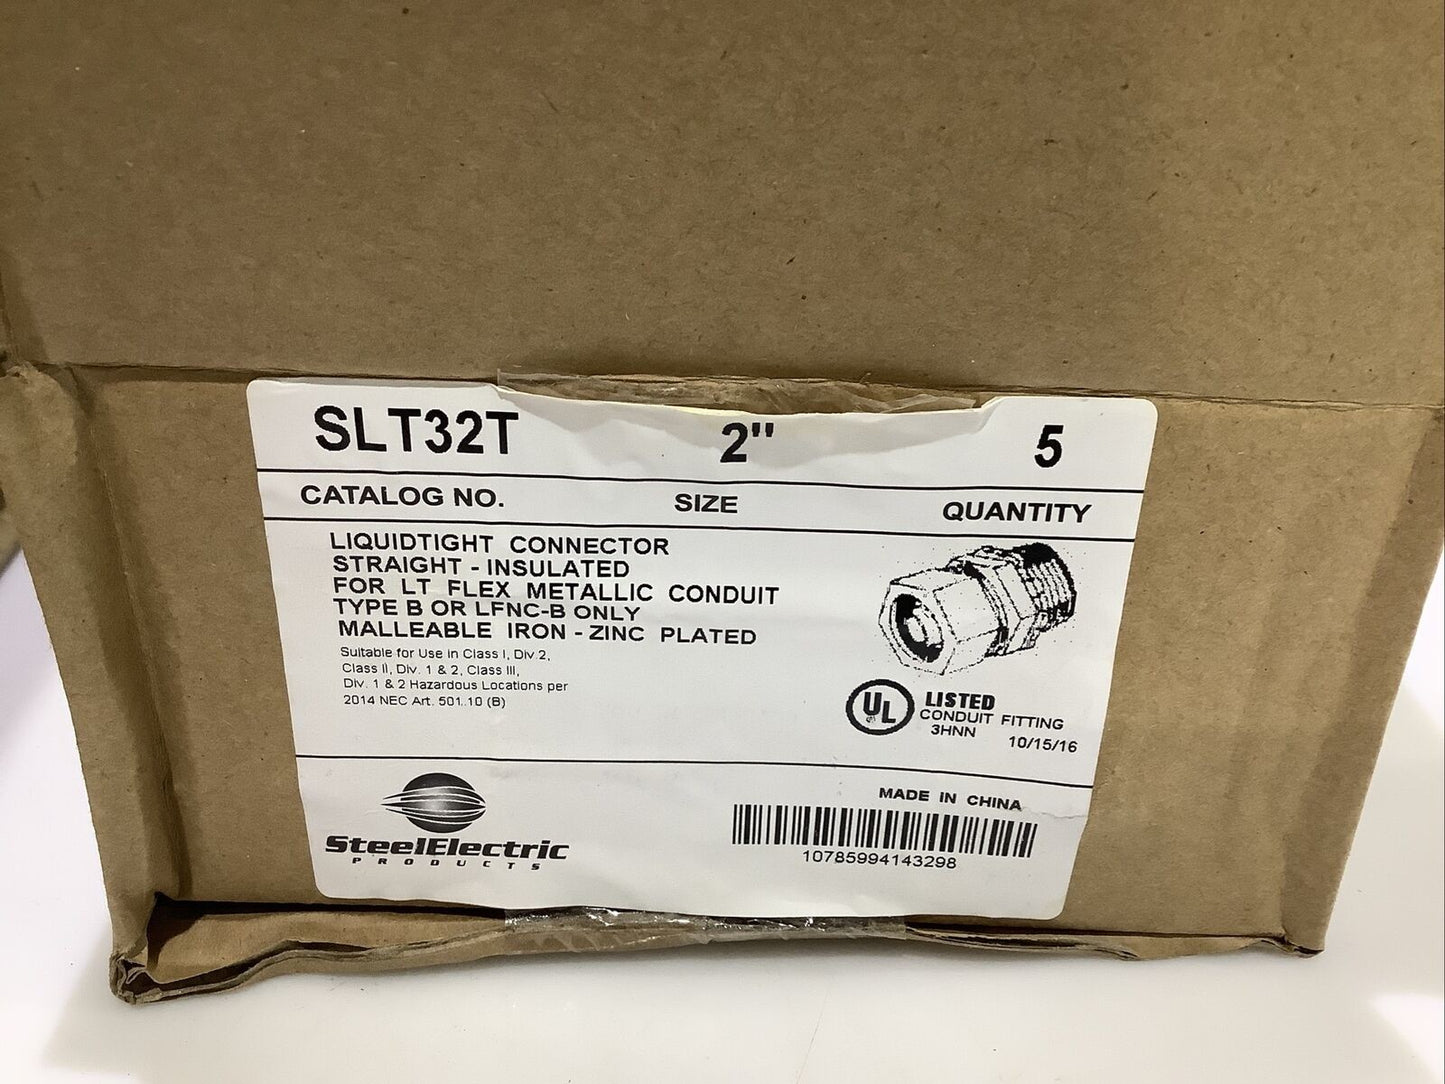 SLT32T 2" 5
CATALOG NO. SIZE QUANTITY
LIQUIDTIGHT CONNECTOR
STRAIGHT - INSULATED
FOR LT FLEX METALLIC CONDUIT
TYPE B OR LFNC-B ONLY
MALLEABLE IRON - ZINC PLATED
Suitable for Use in Class I, Div 2,
Class II, Div. 1 & 2, Class III,
Div. 1 & 2 Hazardous Locations per
2014 NEC Art. 501..10 (B)
UL LISTED
CONDUIT FITTING
3HNN 10/15/16
MADE IN CHINA
10785994143298
SteelElectric
PRODUCTS